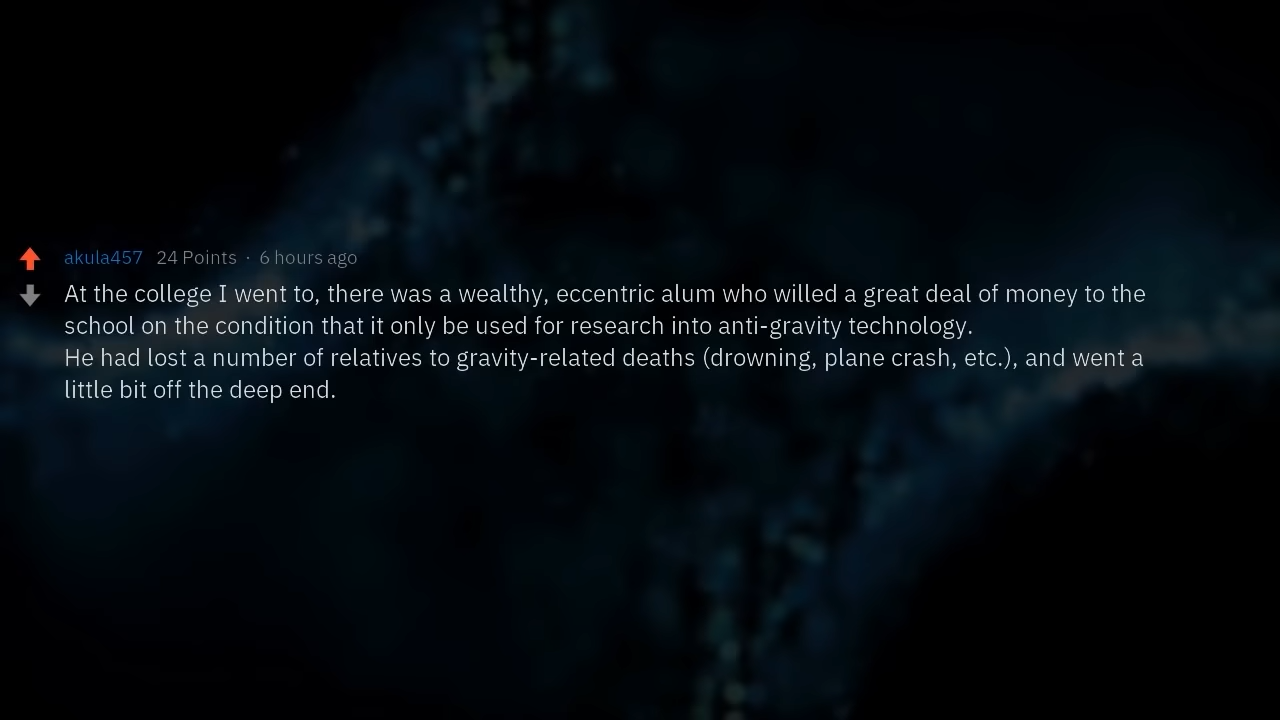 akula457 24 Points · 6 hours ago
At the college I went to, there was a wealthy, eccentric alum who willed a great deal of money to the
school on the condition that it only be used for research into anti-gravity technology.
He had lost a number of relatives to gravity-related deaths (drowning, plane crash, etc.), and went a
little bit off the deep end.